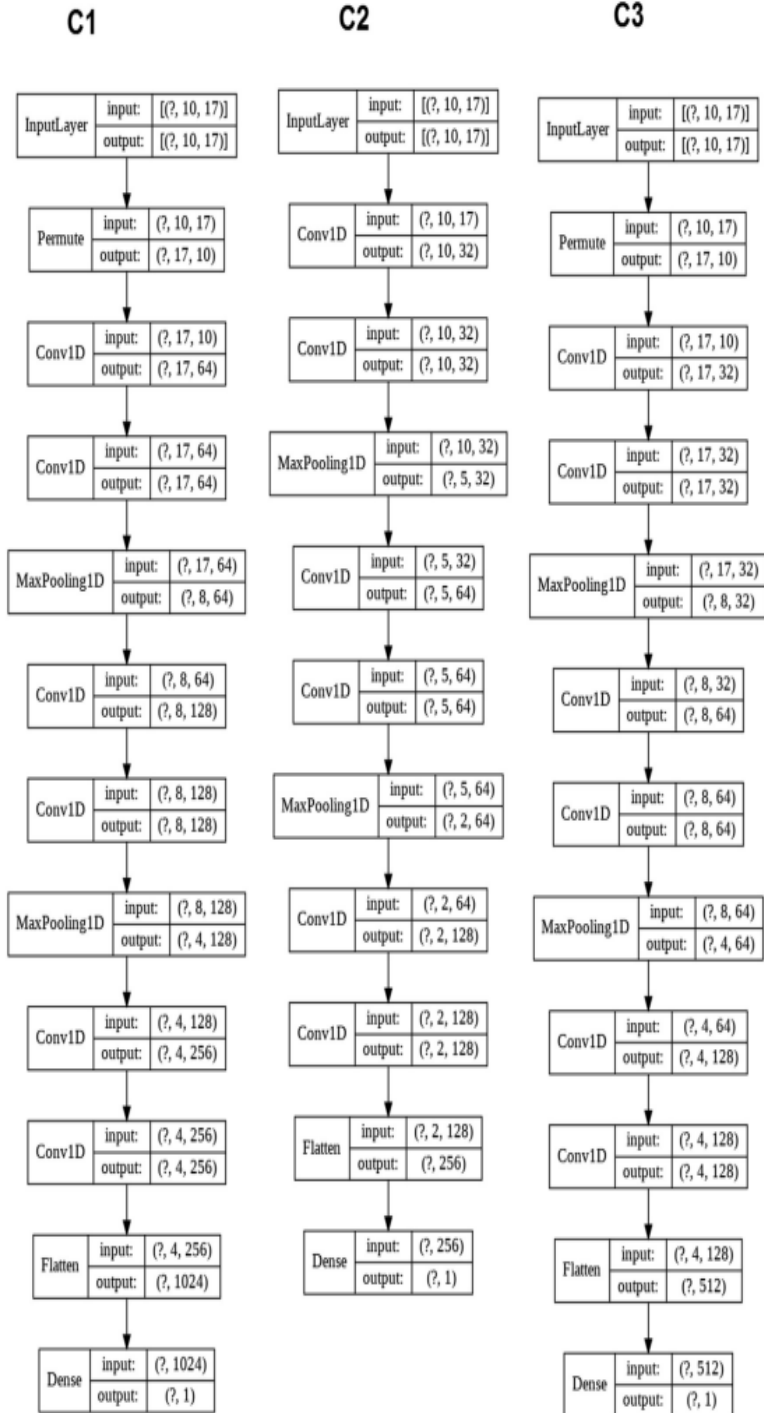 C1
InputLayer
input: [(?, 10, 17)]
output: [(?, 10, 17)]
Permute
input: (?, 10, 17)
output: (?, 17, 10)
Conv1D
input: (?, 17, 10)
output: (?, 17, 64)
Conv1D
input: (?, 17, 64)
output: (?, 17, 64)
MaxPooling1D
input: (?, 17, 64)
output: (?, 8, 64)
Conv1D
input: (?, 8, 64)
output: (?, 8, 128)
Conv1D
input: (?, 8, 128)
output: (?, 8, 128)
MaxPooling1D
input: (?, 8, 128)
output: (?, 4, 128)
Conv1D
input: (?, 4, 128)
output: (?, 4, 256)
Conv1D
input: (?, 4, 256)
output: (?, 4, 256)
Flatten
input: (?, 4, 256)
output: (?, 1024)
Dense
input: (?, 1024)
output: (?, 1)
C2
InputLayer
input: [(?, 10, 17)]
output: [(?, 10, 17)]
Conv1D
input: (?, 10, 17)
output: (?, 10, 32)
Conv1D
input: (?, 10, 32)
output: (?, 10, 32)
MaxPooling1D
input: (?, 10, 32)
output: (?, 5, 32)
Conv1D
input: (?, 5, 32)
output: (?, 5, 64)
Conv1D
input: (?, 5, 64)
output: (?, 5, 64)
MaxPooling1D
input: (?, 5, 64)
output: (?, 2, 64)
Conv1D
input: (?, 2, 64)
output: (?, 2, 128)
Conv1D
input: (?, 2, 128)
output: (?, 2, 128)
Flatten
input: (?, 2, 128)
output: (?, 256)
Dense
input: (?, 256)
output: (?, 1)
C3
InputLayer
input: [(?, 10, 17)]
output: [(?, 10, 17)]
Permute
input: (?, 10, 17)
output: (?, 17, 10)
Conv1D
input: (?, 17, 10)
output: (?, 17, 32)
Conv1D
input: (?, 17, 32)
output: (?, 17, 32)
MaxPooling1D
input: (?, 17, 32)
output: (?, 8, 32)
Conv1D
input: (?, 8, 32)
output: (?, 8, 64)
Conv1D
input: (?, 8, 64)
output: (?, 8, 64)
MaxPooling1D
input: (?, 8, 64)
output: (?, 4, 64)
Conv1D
input: (?, 4, 64)
output: (?, 4, 128)
Conv1D
input: (?, 4, 128)
output: (?, 4, 128)
Flatten
input: (?, 4, 128)
output: (?, 512)
Dense
input: (?, 512)
output: (?, 1)